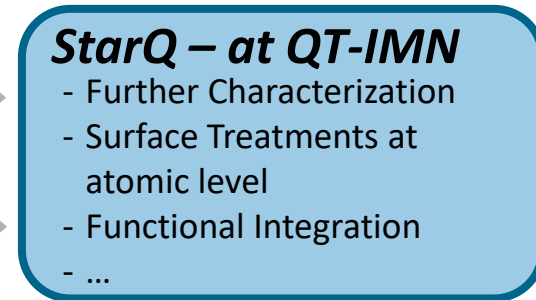 StarQ – at QT-IMN
- Further Characterization
- Surface Treatments at
atomic level
- Functional Integration
- ...